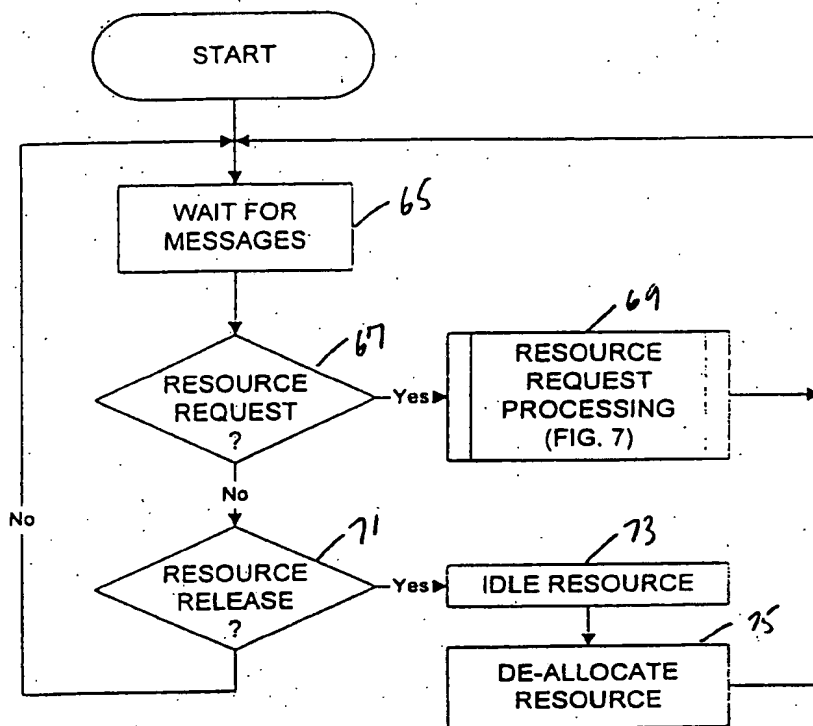 START
WAIT FOR
MESSAGES
65
RESOURCE
REQUEST
?
67
Yes
69
RESOURCE
REQUEST
PROCESSING
(FIG. 7)
No
No
RESOURCE
RELEASE
?
71
Yes
73
IDLE RESOURCE
75
DE-ALLOCATE
RESOURCE